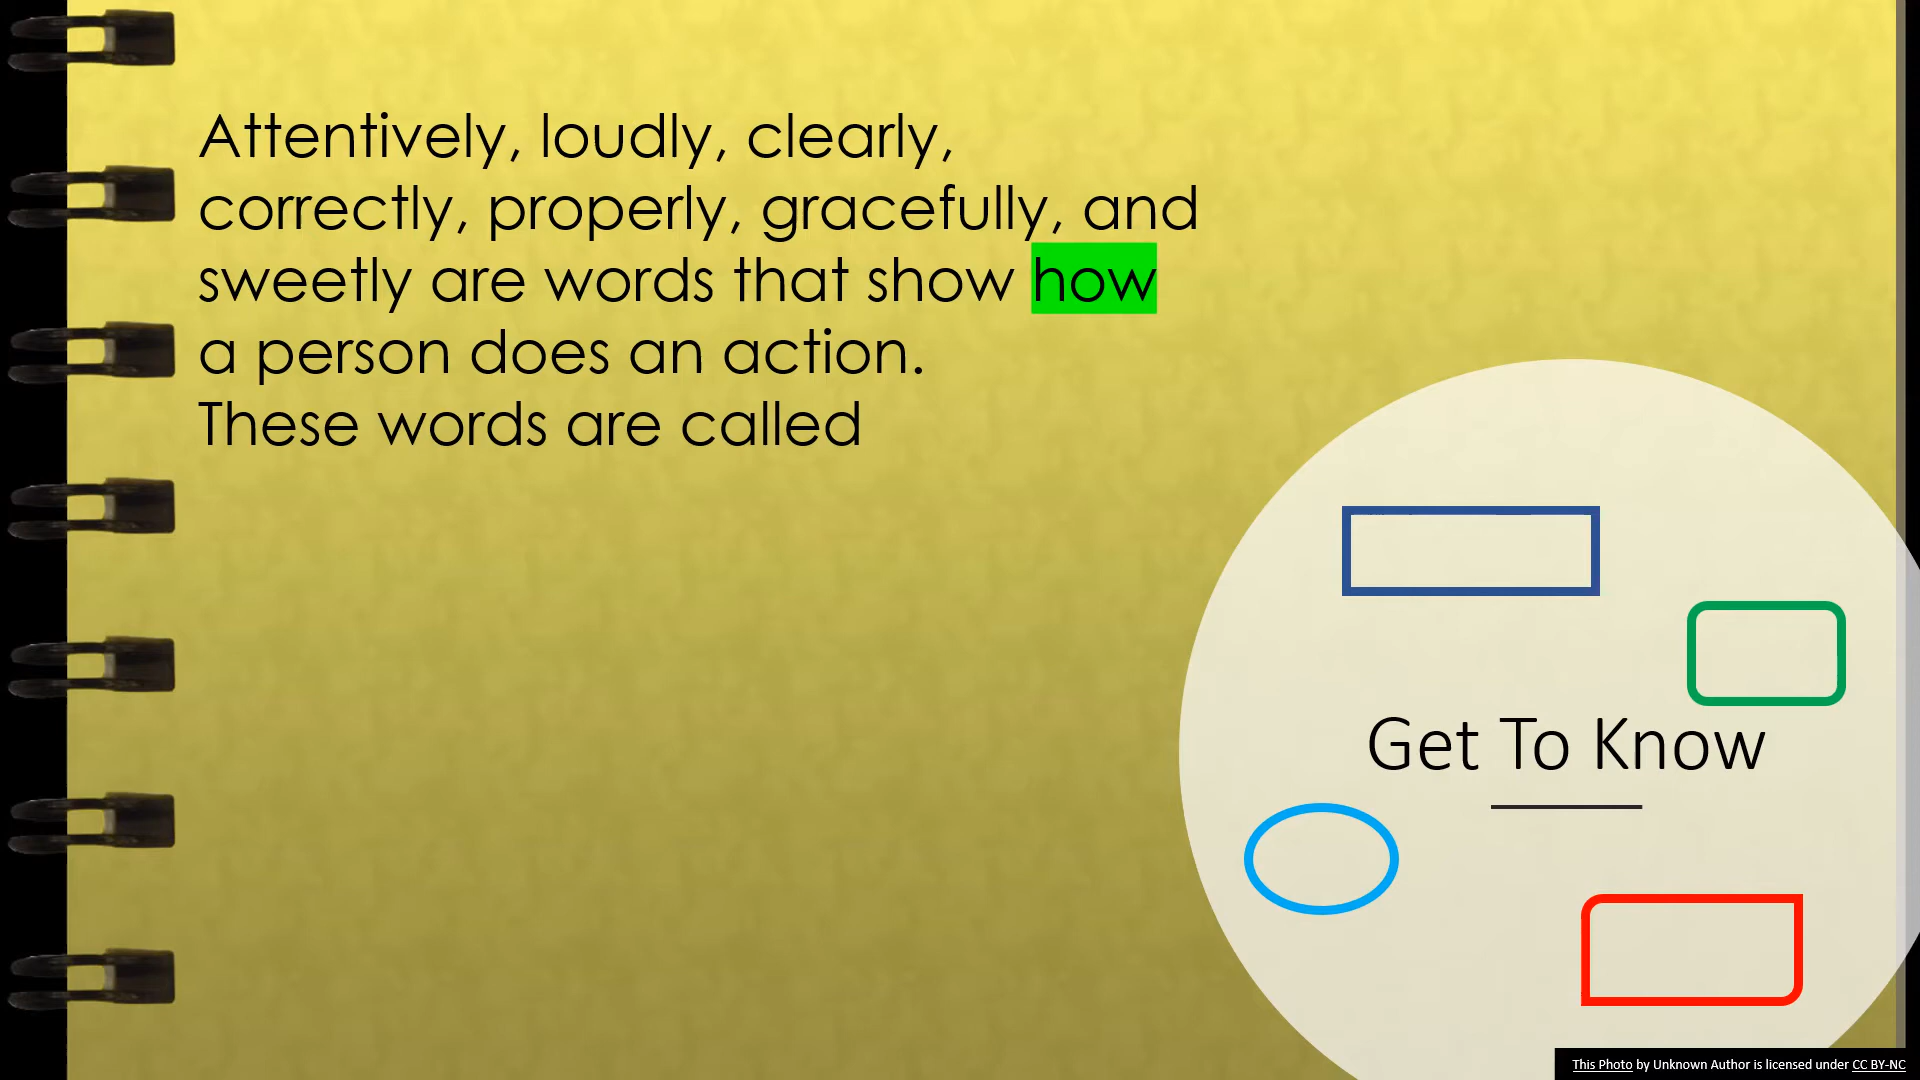 Attentively, loudly, clearly,
correctly, properly, gracefully, and
sweetly are words that show how
a person does an action.
These words are called
Get To Know
This Photo by Unknown Author is licensed under CC BY-NC